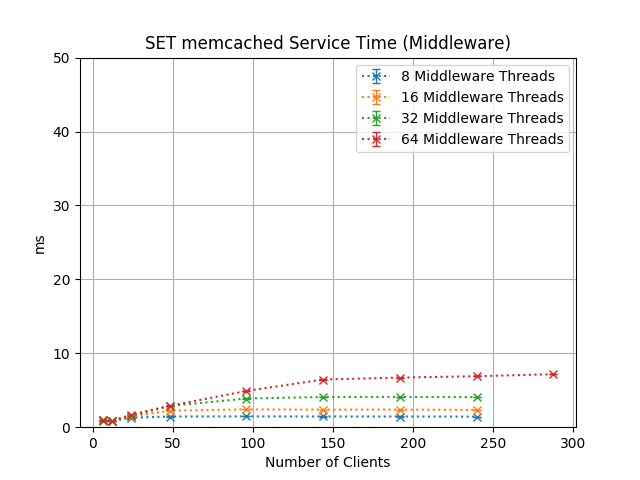 SET memcached Service Time (Middleware)
50
40
30
20
10
0
ms
8 Middleware Threads
16 Middleware Threads
32 Middleware Threads
64 Middleware Threads
0 50 100 150 200 250 300
Number of Clients